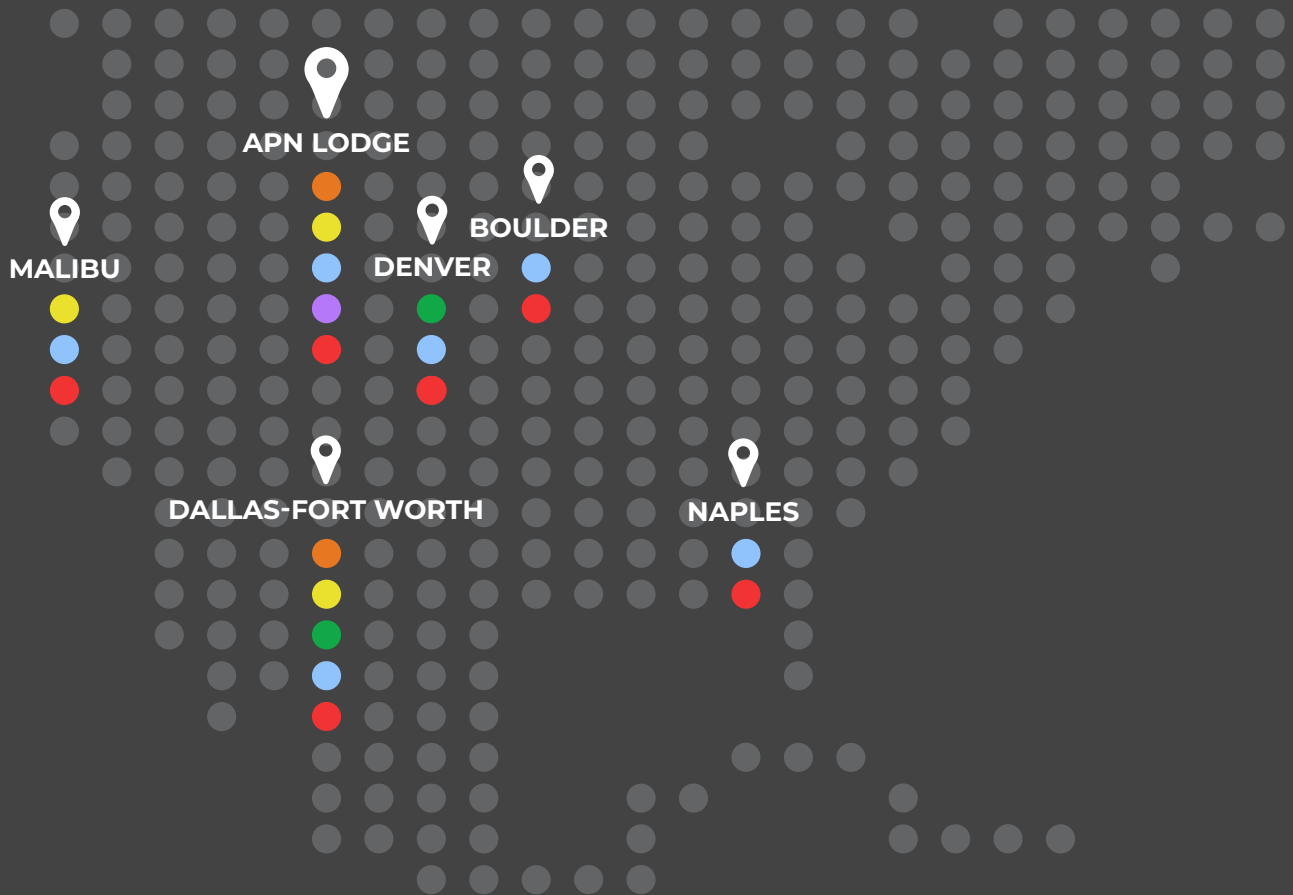 APN LODGE
BOULDER
MALIBU
DENVER
DALLAS-FORT WORTH
NAPLES